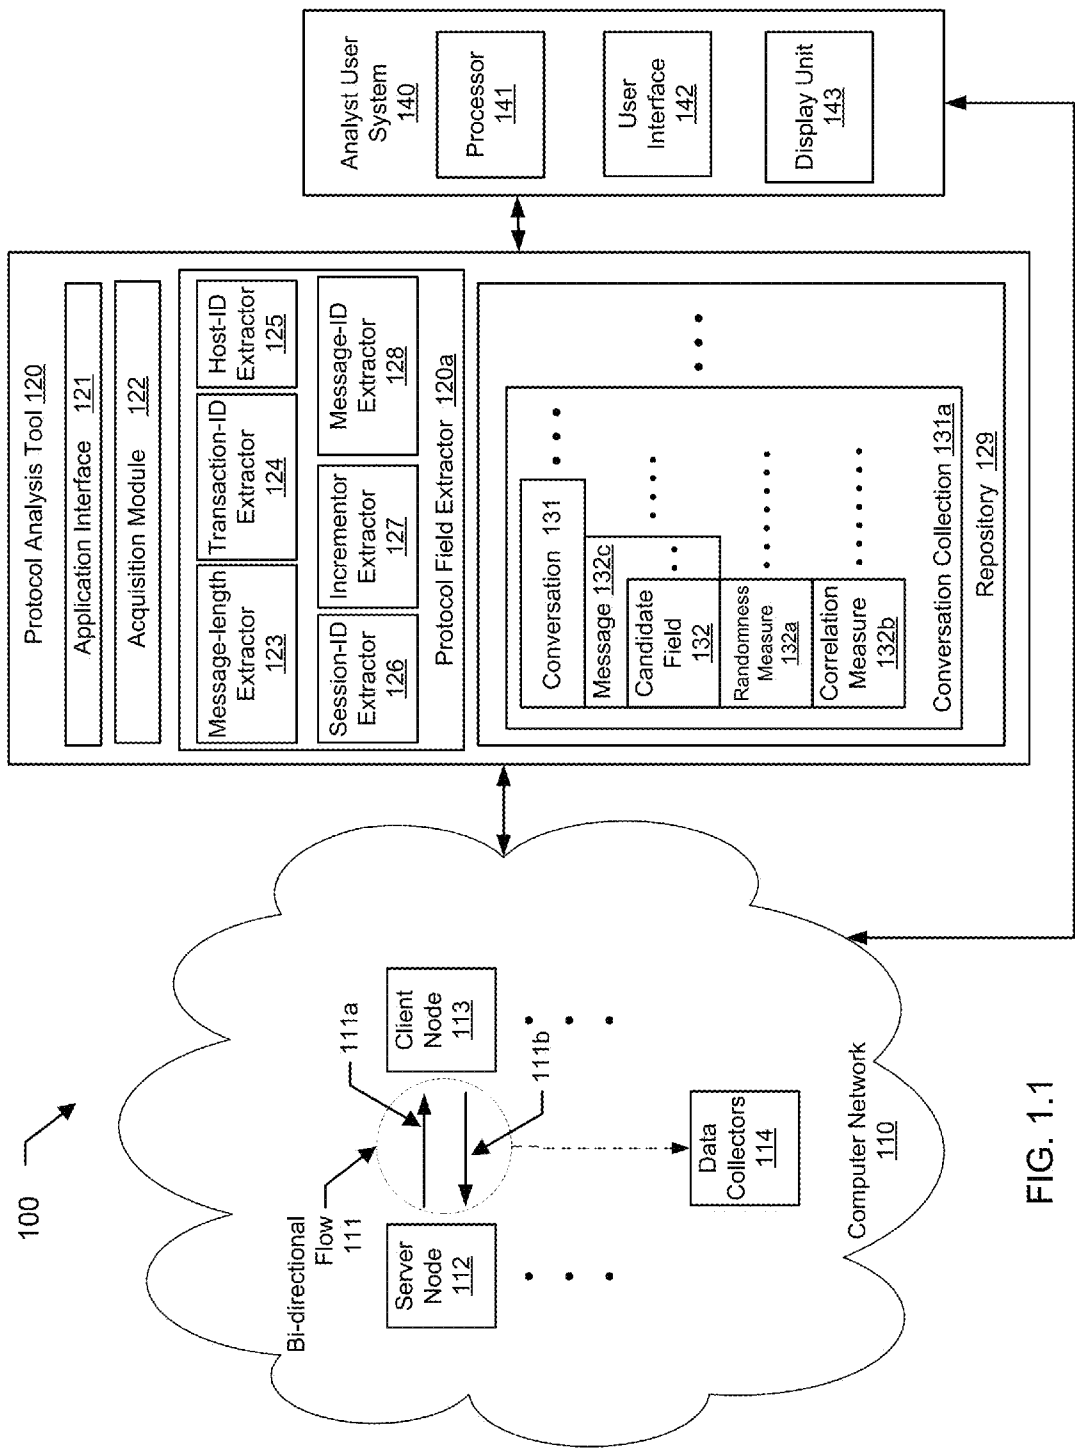 100
Bi-directional
Flow
111
111a
111b
Server
Node
112
Client
Node
113
Data
Collectors
114
Computer Network
110
Protocol Analysis Tool 120
Application Interface 121
Acquisition Module 122
Message-length
Extractor
123
Transaction-ID
Extractor
124
Host-ID
Extractor
125
Session-ID
Extractor
126
Incrementor
Extractor
127
Message-ID
Extractor
128
Protocol Field Extractor 120a
Conversation 131
Message 132c
Candidate
Field
132
Randomness
Measure
132a
Correlation
Measure
132b
Conversation Collection 131a
Repository 129
Analyst User
System
140
Processor
141
User
Interface
142
Display Unit
143
FIG. 1.1